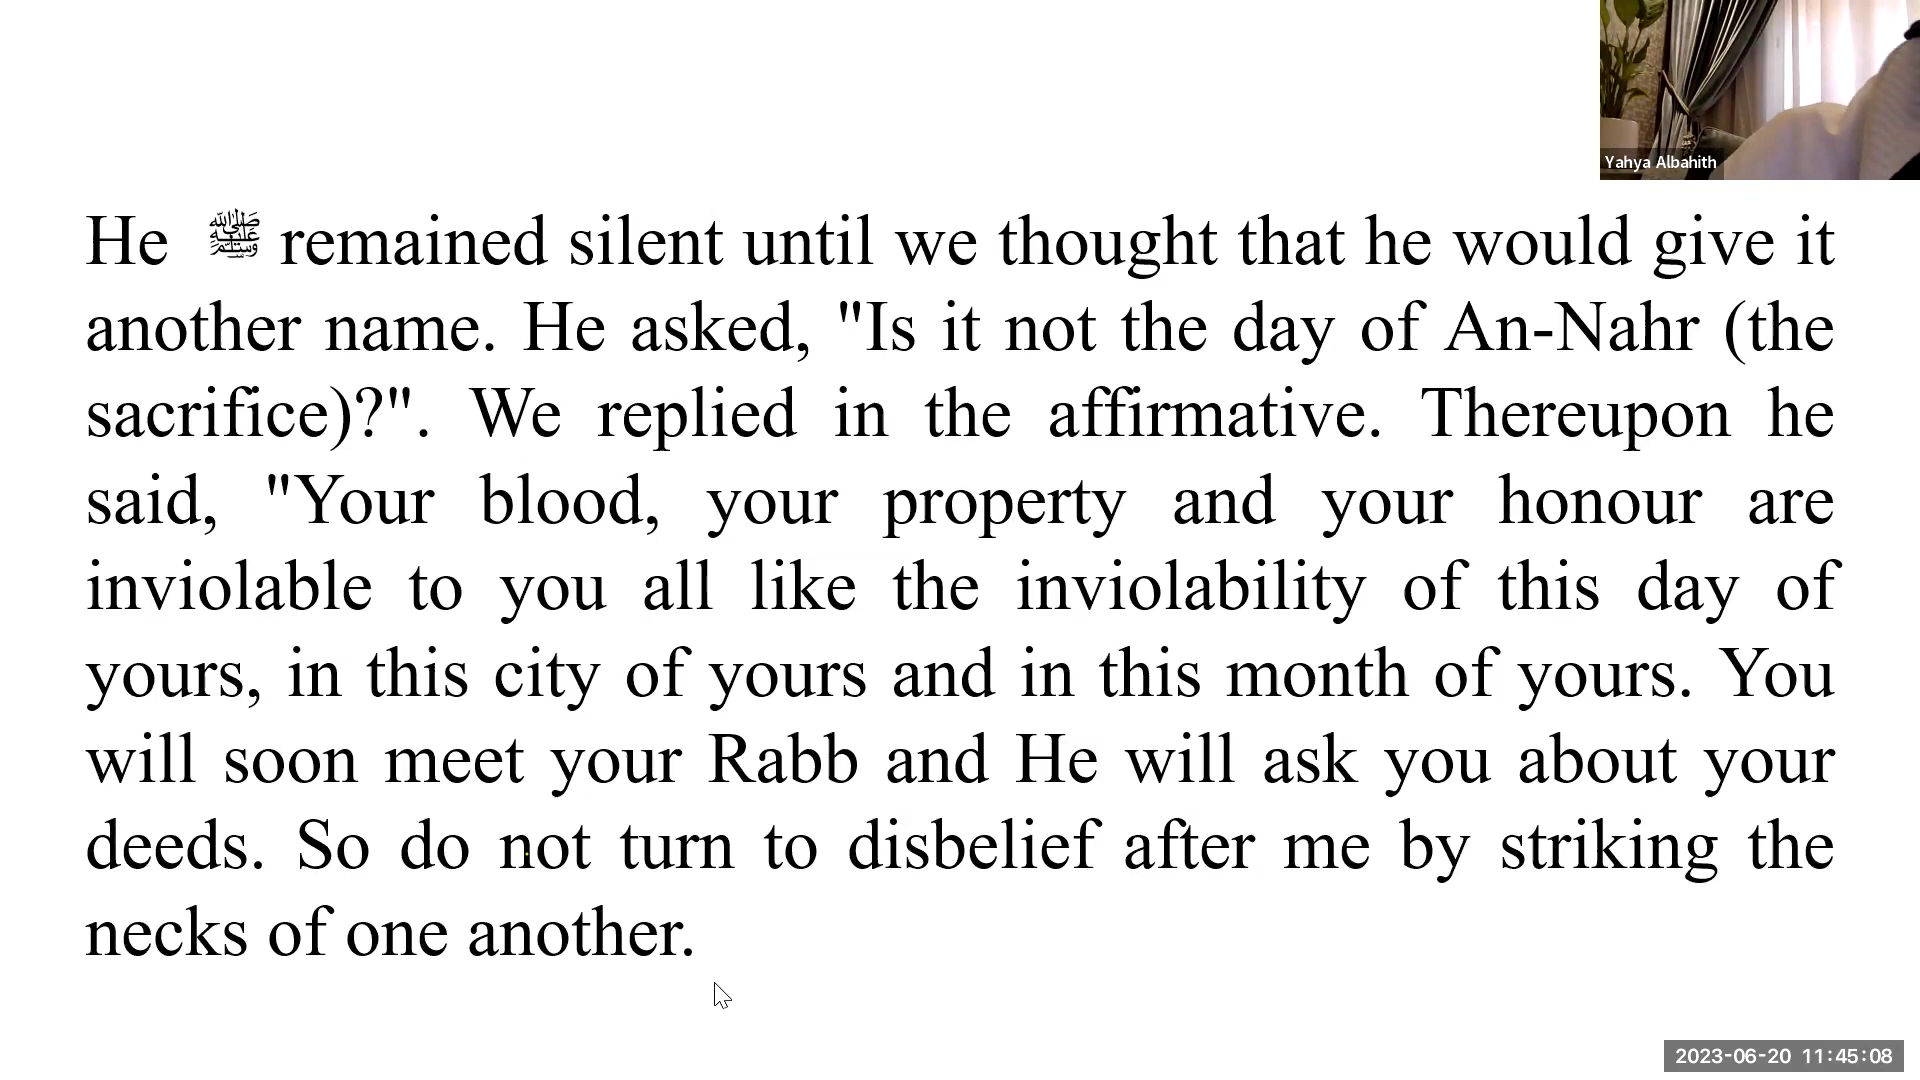 Yahya Albahith
He ﷺ remained silent until we thought that he would give it
another name. He asked, "Is it not the day of An-Nahr (the
sacrifice)?". We replied in the affirmative. Thereupon he
said, "Your blood, your property and your honour are
inviolable to you all like the inviolability of this day of
yours, in this city of yours and in this month of yours. You
will soon meet your Rabb and He will ask you about your
deeds. So do not turn to disbelief after me by striking the
necks of one another.
2023-06-20 11:45:08